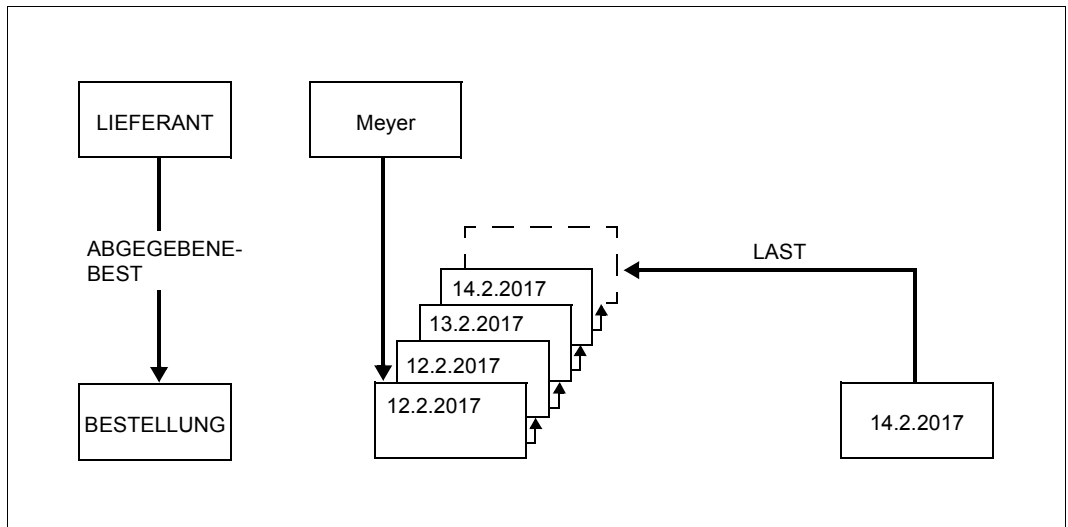 LIEFERANT
Meyer
ABGEGEBENE-
BEST
LAST
14.2.2017
13.2.2017
12.2.2017
12.2.2017
BESTELLUNG
14.2.2017